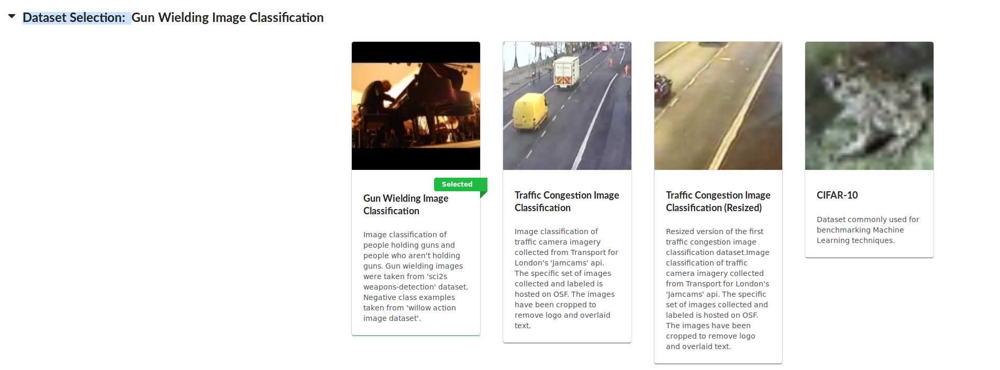 Dataset Selection: Gun Wielding Image Classification
Selected
Gun Wielding Image
Classification
Image classification of
people holding guns and
people who aren't holding
guns. Gun wielding images
were taken from 'sci2s
weapons-detection' dataset.
Negative class examples
taken from 'willow action
image dataset'.
Traffic Congestion Image
Classification
Image classification of
traffic camera imagery
collected from Transport for
London's 'Jamcams' api.
The specific set of images
collected and labeled is
hosted on OSF. The images
have been cropped to
remove logo and overlaid
text.
Traffic Congestion Image
Classification (Resized)
Resized version of the first
traffic congestion image
classification dataset.Image
classification of traffic
camera imagery collected
from Transport for London's
'Jamcams' api. The specific
set of images collected and
labeled is hosted on OSF.
The images have been
cropped to remove logo
and overlaid text.
CIFAR-10
Dataset commonly used for
benchmarking Machine
Learning techniques.